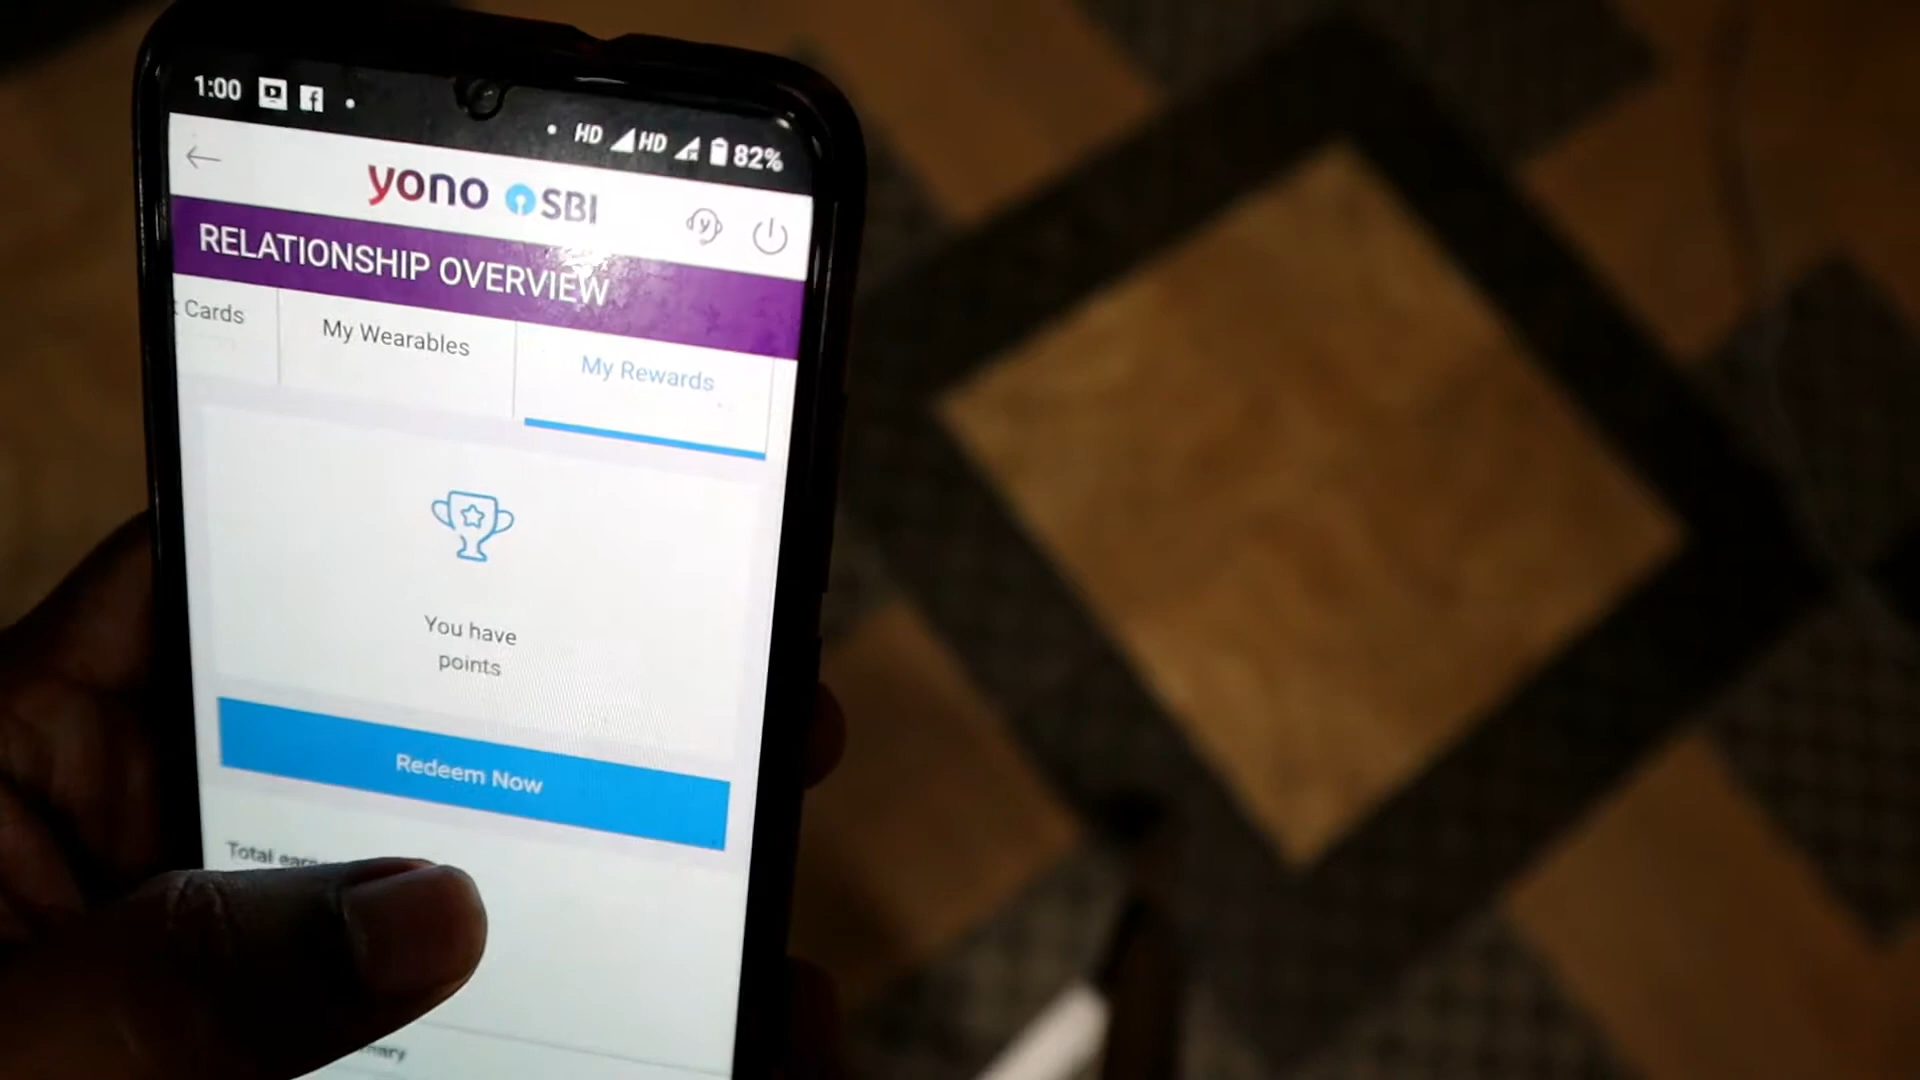 1:00
HD HD 82%
yono SBI
RELATIONSHIP OVERVIEW
Cards
My Wearables
My Rewards
You have
points
Redeem Now
Total